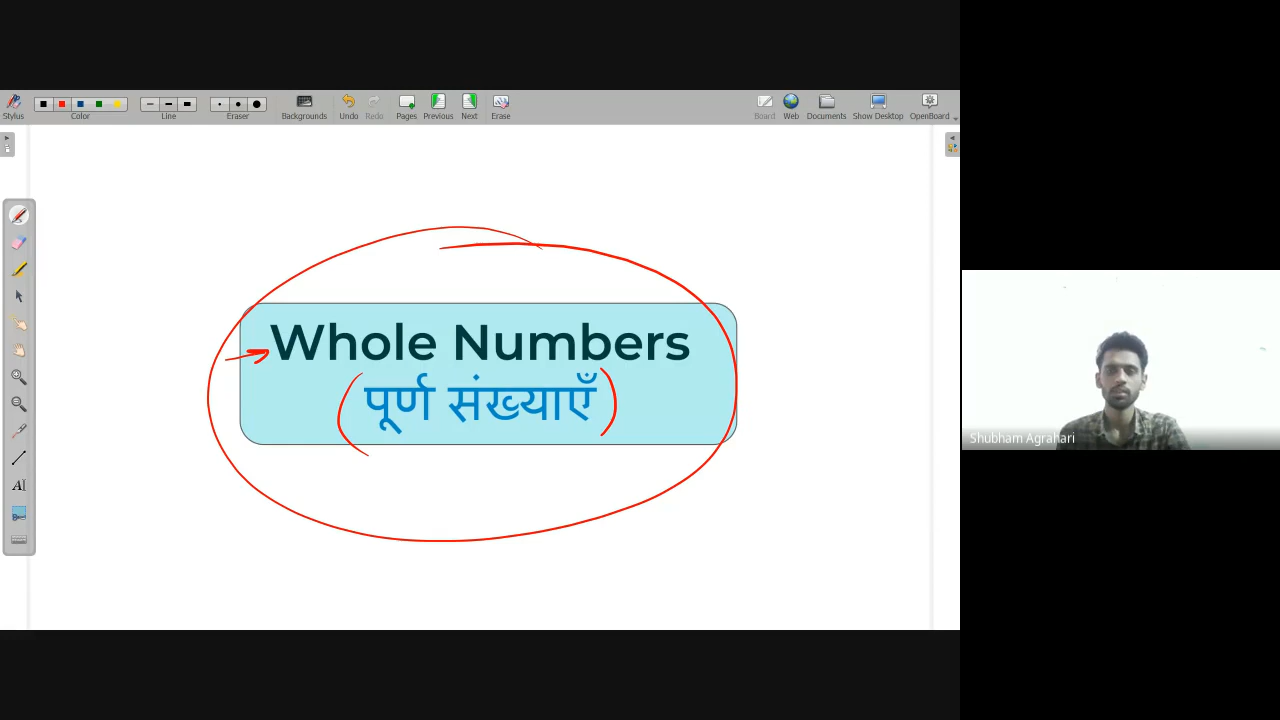 Stylus
Color
Line
Eraser
Backgrounds
Undo
Redo
Pages
Previous
Next
Erase
Board
Web
Documents
Show Desktop
OpenBoard
Whole Numbers
पूर्ण संख्याएँ
AI
Shubham Agrahari